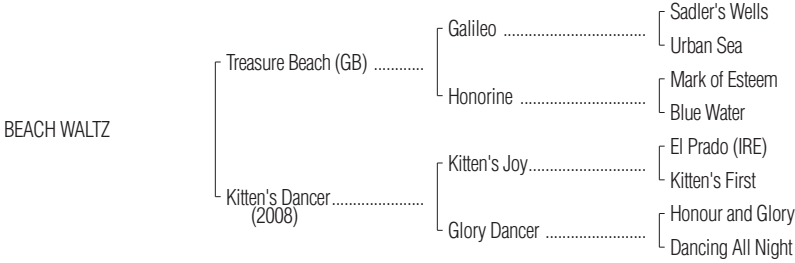 Sadler's Wells
Galileo ................................
Urban Sea
Treasure Beach (GB) ............
Mark of Esteem
Honorine ............................
Blue Water
BEACH WALTZ
El Prado (IRE)
Kitten's Joy..........................
Kitten's First
Kitten's Dancer.....................
(2008)
Honour and Glory
Glory Dancer ......................
Dancing All Night